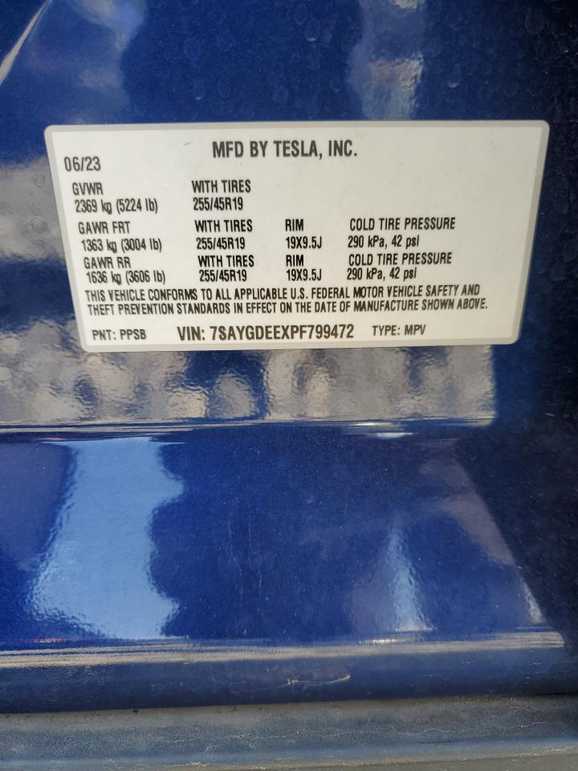 MFD BY TESLA, INC.
06/23
GVWR WITH TIRES
2369 kg (5224 lb) 255/45R19
GAWR FRT WITH TIRES RIM COLD TIRE PRESSURE
1363 kg (3004 lb) 255/45R19 19X9.5J 290 kPa, 42 psi
GAWR RR WITH TIRES RIM COLD TIRE PRESSURE
1636 kg (3606 lb) 255/45R19 19X9.5J 290 kPa, 42 psi
THIS VEHICLE CONFORMS TO ALL APPLICABLE U.S. FEDERAL MOTOR VEHICLE SAFETY AND
THEFT PREVENTION STANDARDS IN EFFECT ON THE DATE OF MANUFACTURE SHOWN ABOVE.
PNT: PPSB VIN: 7SAYGDEEXPF799472 TYPE: MPV